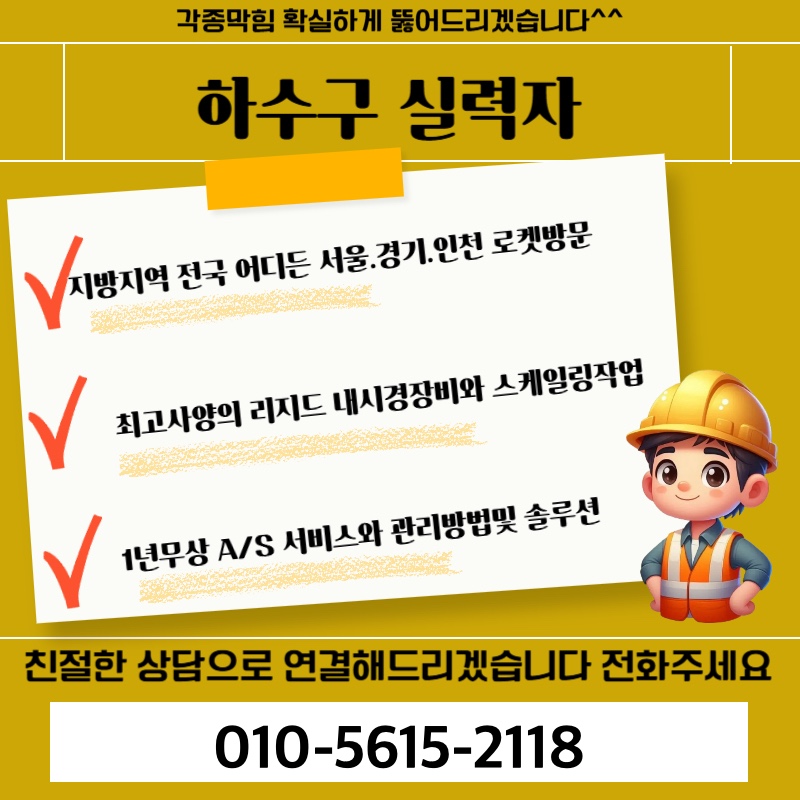 각종막힘 확실하게 뚫어드리겠습니다^^
하수구 실력자
지방지역 전국 어디든 서울.경기.인천 로켓방문
최고사양의 리지드 내시경장비와 스케일링작업
1년무상 A/S 서비스와 관리방법및 솔루션
친절한 상담으로 연결해드리겠습니다 전화주세요
010-5615-2118